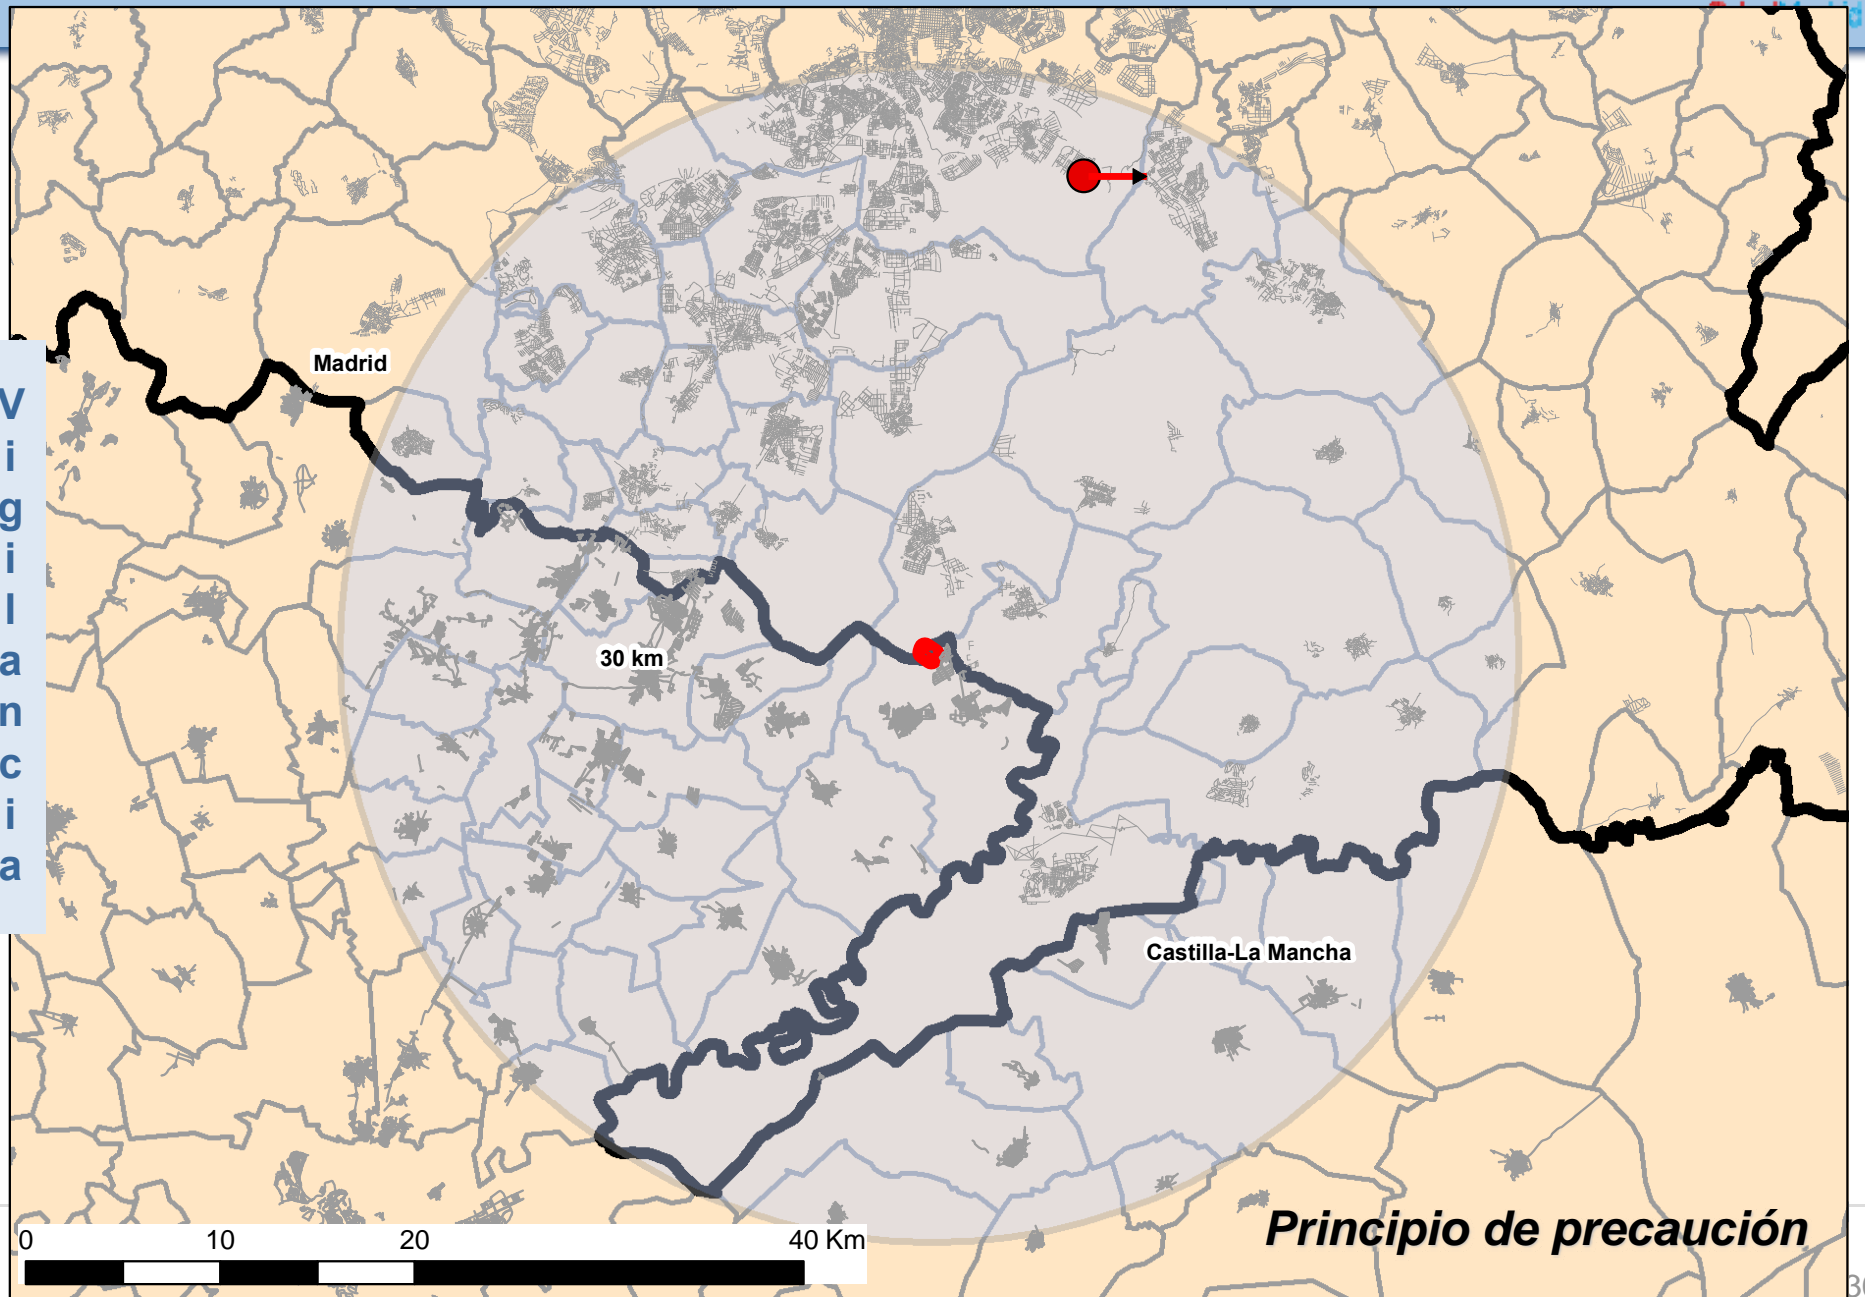 Madrid
Vigilancia
30 km
Castilla-La Mancha
Principio de precaución
0 10 20 40 Km